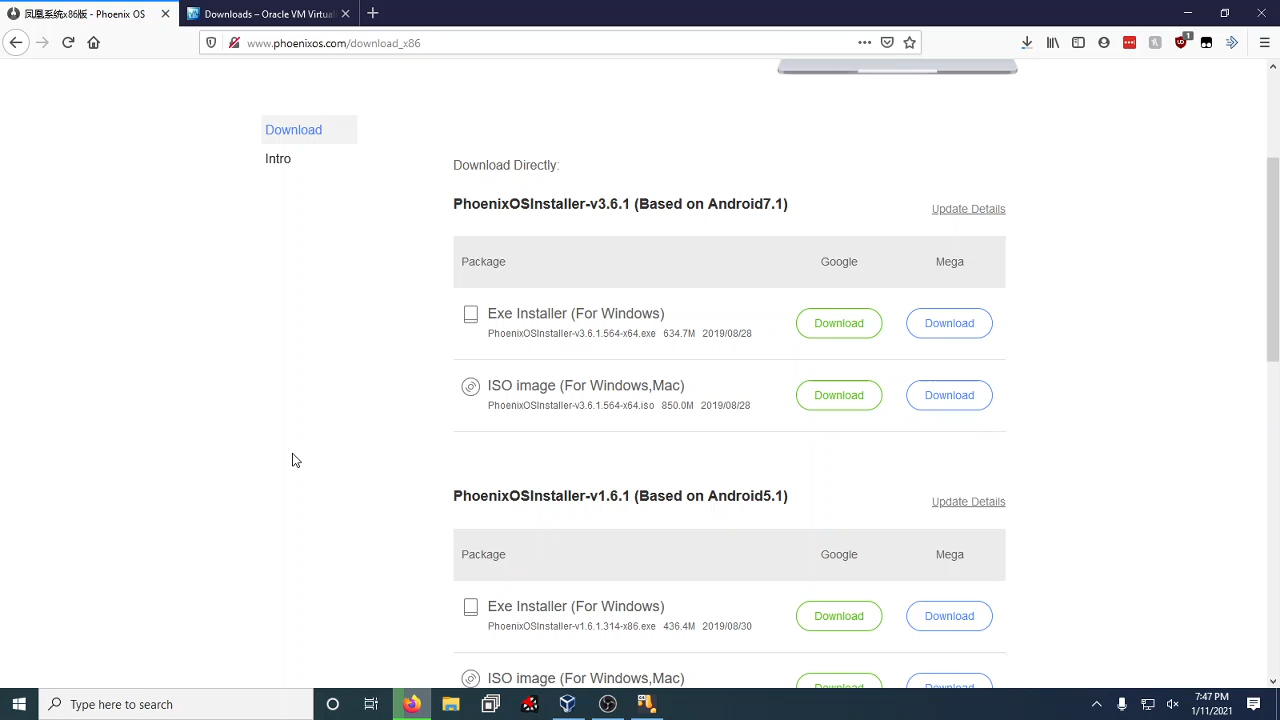 凤凰系统x86版 - Phoenix OS
Downloads – Oracle VM Virtual
www.phoenixos.com/download_x86
1
Download
Intro
Download Directly:
PhoenixOSInstaller-v3.6.1 (Based on Android7.1)
Update Details
Package Google Mega
Exe Installer (For Windows)
PhoenixOSInstaller-v3.6.1.564-x64.exe 634.7M 2019/08/28
Download Download
ISO image (For Windows,Mac)
PhoenixOSInstaller-v3.6.1.564-x64.iso 850.0M 2019/08/28
Download Download
PhoenixOSInstaller-v1.6.1 (Based on Android5.1)
Update Details
Package Google Mega
Exe Installer (For Windows)
PhoenixOSInstaller-v1.6.1.314-x86.exe 436.4M 2019/08/30
Download Download
ISO image (For Windows,Mac)
Download Download
Type here to search
7:47 PM
1/11/2021